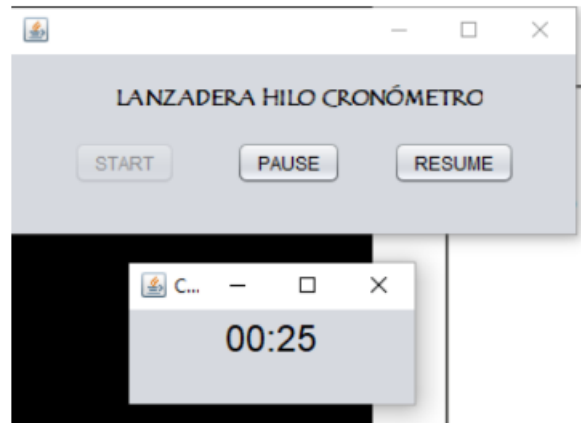 LANZADERA HILO CRONÓMETRO
START PAUSE RESUME
C...
00:25